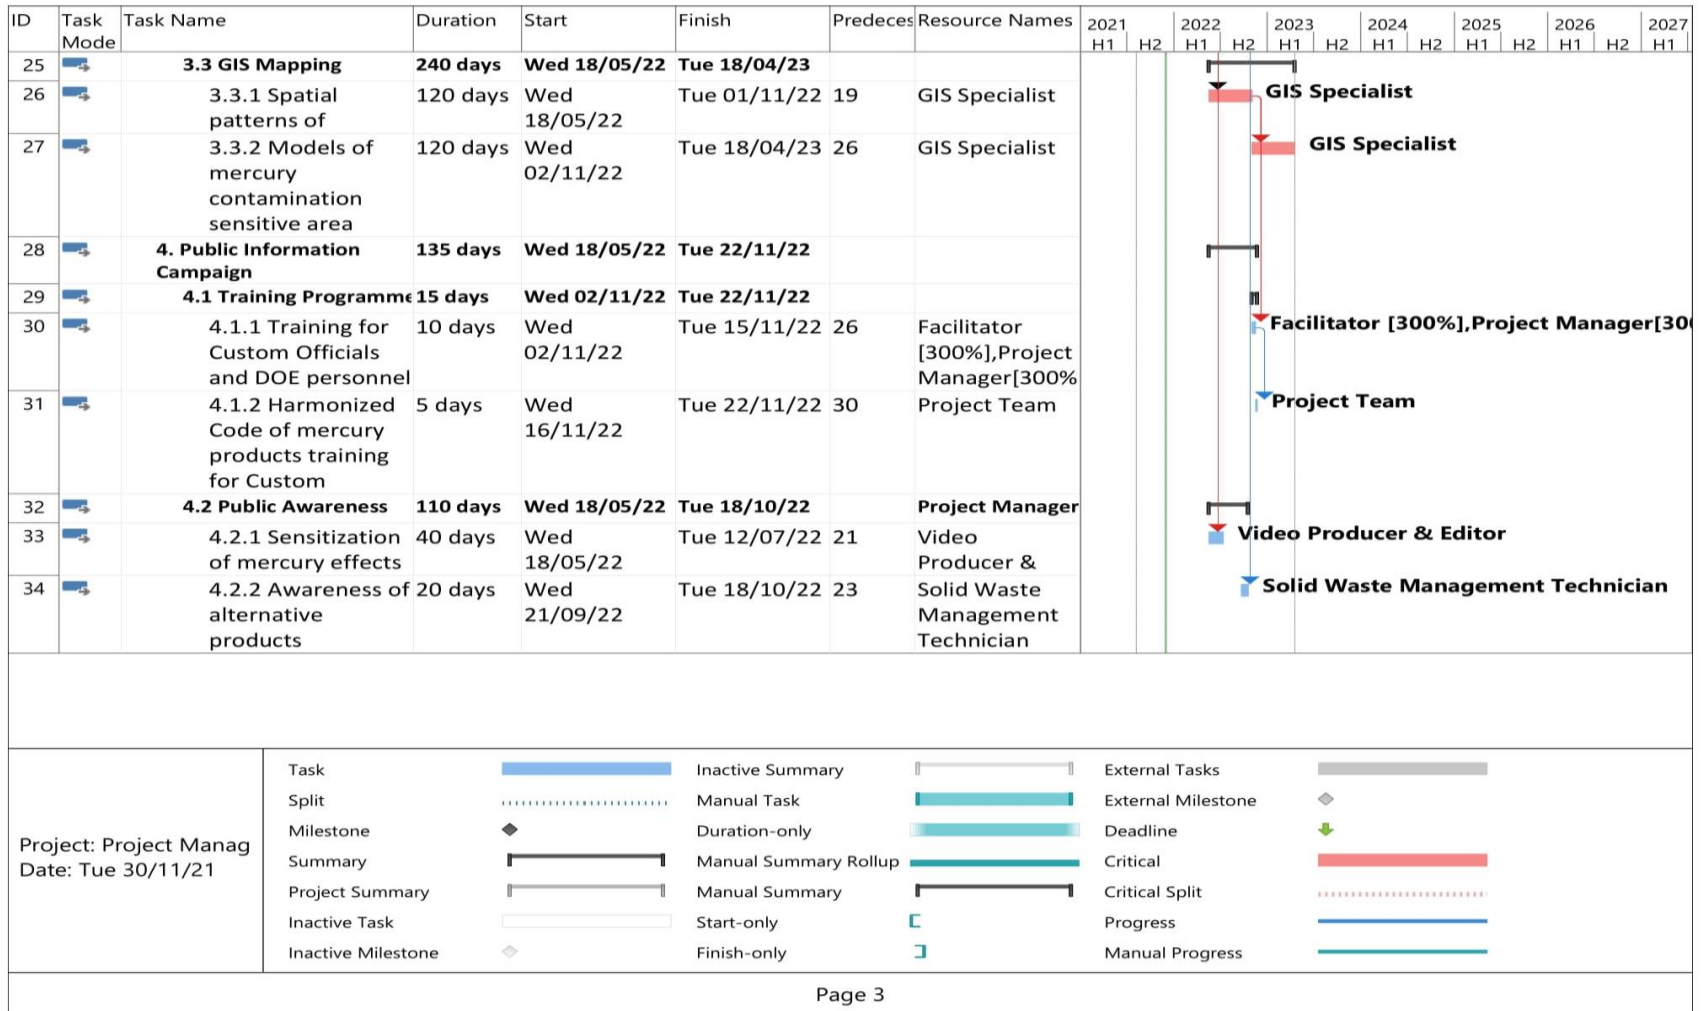 ID Task Mode Task Name Duration Start Finish Predeces Resource Names
2021 2022 2023 2024 2025 2026 2027
H1 H2 H1 H2 H1 H2 H1 H2 H1 H2 H1 H2 H1
25 3.3 GIS Mapping 240 days Wed 18/05/22 Tue 18/04/23
26 3.3.1 Spatial 120 days Wed Tue 01/11/22 19 GIS Specialist GIS Specialist
patterns of 18/05/22
27 3.3.2 Models of 120 days Wed Tue 18/04/23 26 GIS Specialist GIS Specialist
mercury 02/11/22
contamination
sensitive area
28 4. Public Information 135 days Wed 18/05/22 Tue 22/11/22
Campaign
29 4.1 Training Programme 15 days Wed 02/11/22 Tue 22/11/22
30 4.1.1 Training for 10 days Wed Tue 15/11/22 26 Facilitator Facilitator [300%],Project Manager[300
Custom Officials 02/11/22 [300%],Project
and DOE personnel Manager[300%
31 4.1.2 Harmonized 5 days Wed Tue 22/11/22 30 Project Team Project Team
Code of mercury 16/11/22
products training
for Custom
32 4.2 Public Awareness 110 days Wed 18/05/22 Tue 18/10/22 Project Manager
33 4.2.1 Sensitization 40 days Wed Tue 12/07/22 21 Video Video Producer & Editor
of mercury effects 18/05/22 Producer &
34 4.2.2 Awareness of 20 days Wed Tue 18/10/22 23 Solid Waste Solid Waste Management Technician
alternative 21/09/22 Management
products Technician
Project: Project Manag
Date: Tue 30/11/21
Task Inactive Summary External Tasks
Split Manual Task External Milestone
Milestone Duration-only Deadline
Summary Manual Summary Rollup Critical
Project Summary Manual Summary Critical Split
Inactive Task Start-only Progress
Inactive Milestone Finish-only Manual Progress
Page 3